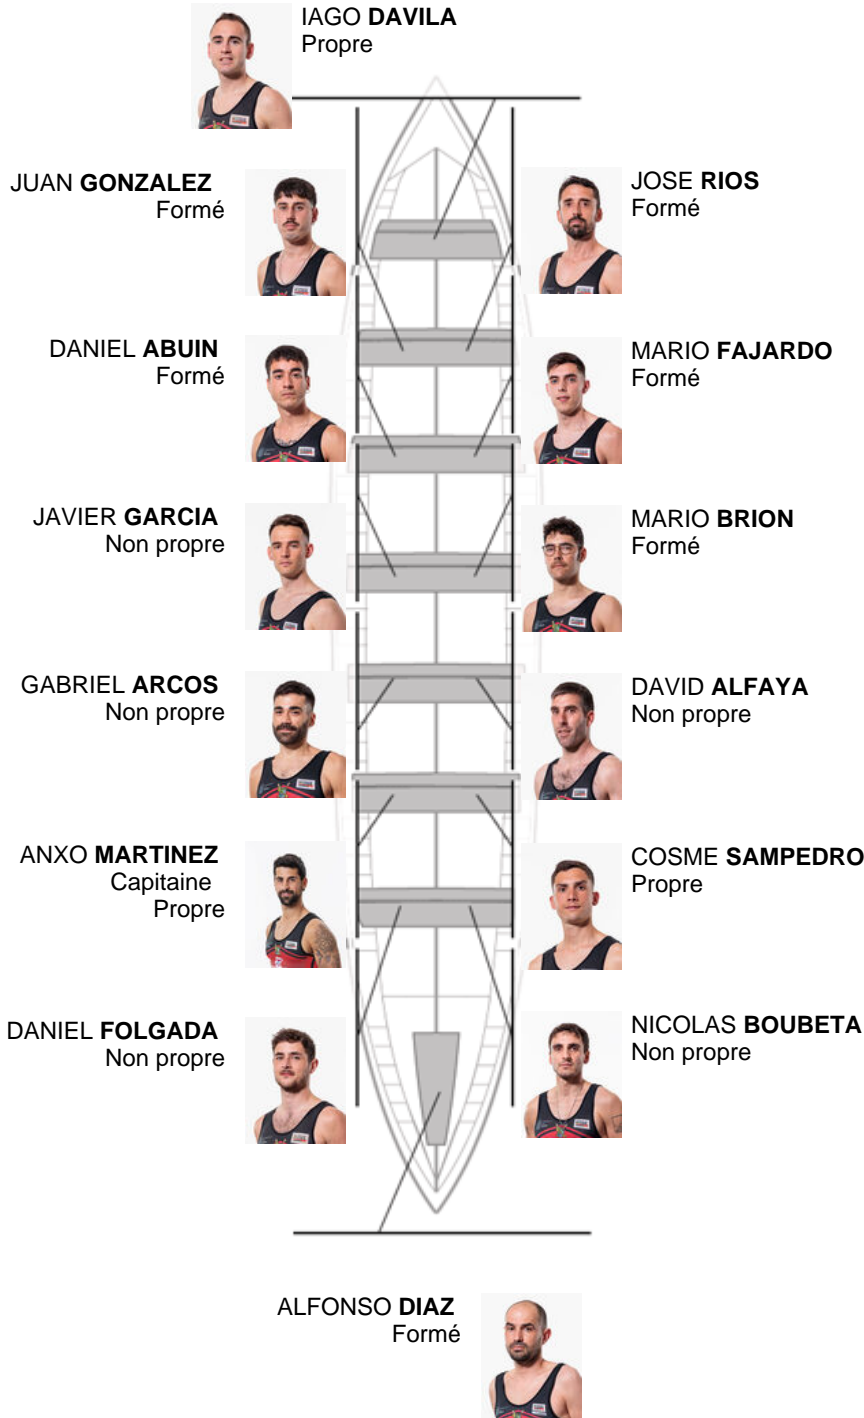 IAGO DAVILA
Propre
JUAN GONZALEZ
Formé
JOSE RIOS
Formé
DANIEL ABUIN
Formé
MARIO FAJARDO
Formé
JAVIER GARCIA
Non propre
MARIO BRION
Formé
GABRIEL ARCOS
Non propre
DAVID ALFAYA
Non propre
ANXO MARTINEZ
Capitaine
Propre
COSME SAMPEDRO
Propre
DANIEL FOLGADA
Non propre
NICOLAS BOUBETA
Non propre
ALFONSO DIAZ
Formé